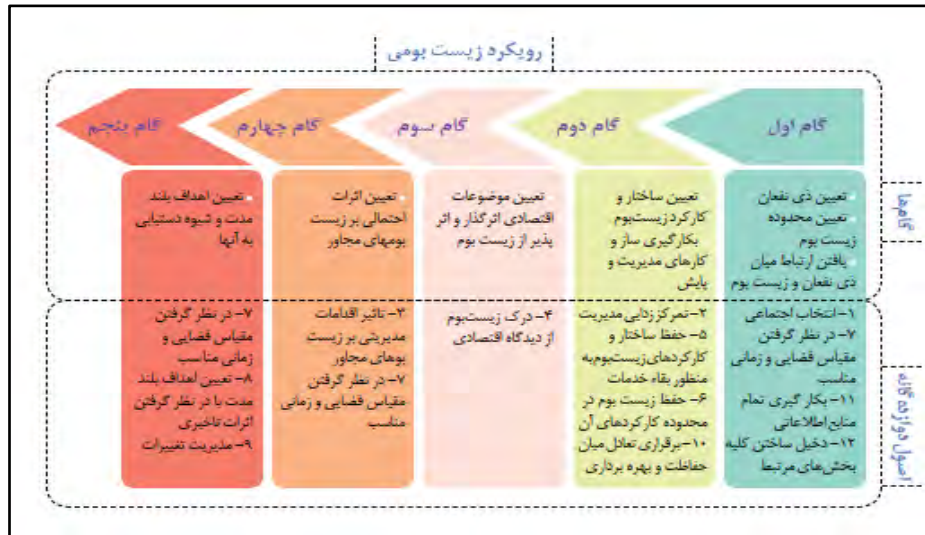 رویکرد زیست بومی
گام اول
گام دوم
گام سوم
گام چهارم
گام پنجم
گام‌ها
تعیین ذی نفعان
تعیین محدوده
زیست بوم
یافتن ارتباط میان
ذی نفعان و زیست بوم
تعیین ساختار و
کارکرد زیست‌بوم
بکارگیری ساز و
کارهای مدیریت و
پایش
تعیین موضوعات
اقتصادی اثرگذار و اثر
پذیر از زیست بوم
تعیین اثرات
احتمالی بر زیست
بومهای مجاور
تعیین اهداف بلند
مدت و شیوه دستیابی
به آنها
اصول دوازده گانه
۱- انتخاب اجتماعی
۷- در نظر گرفتن
مقیاس فضایی و زمانی
مناسب
۱۱- بکار گیری تمام
منابع اطلاعاتی
۱۲- دخیل ساختن کلیه
بخش‌های مرتبط
۲- تمرکززدایی مدیریت
۵- حفظ ساختار و
کارکردهای زیست‌بوم به
منظور بقاء خدمات
۶- حفظ زیست بوم در
محدوده کارکردهای آن
۱۰- برقراری تعادل میان
حفاظت و بهره برداری
۴- درک زیست‌بوم
از دیدگاه اقتصادی
۳- تاثیر اقدامات
مدیریتی بر زیست
بوهای مجاور
۷- در نظر گرفتن
مقیاس فضایی و زمانی
مناسب
۷- در نظر گرفتن
مقیاس فضایی و
زمانی مناسب
۸- تعیین اهداف بلند
مدت با در نظر گرفتن
اثرات تاخیری
۹- مدیریت تغییرات